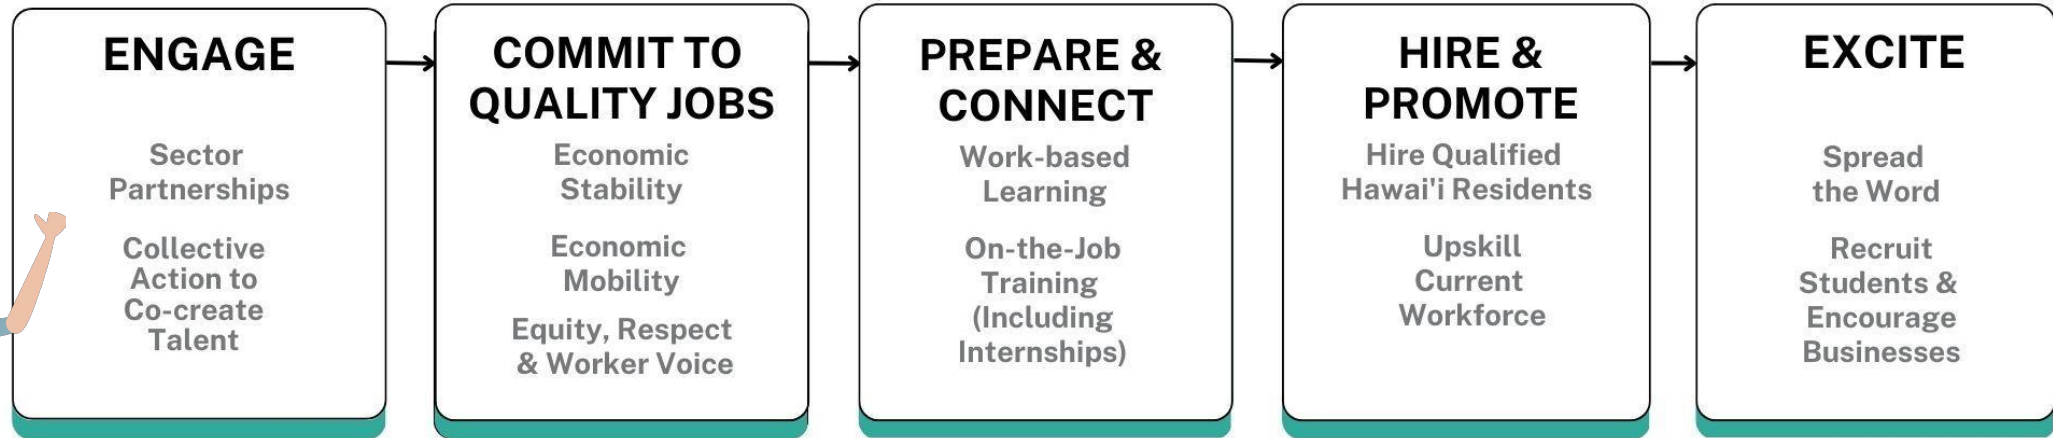 ENGAGE
Sector
Partnerships
Collective
Action to
Co-create
Talent
COMMIT TO
QUALITY JOBS
Economic
Stability
Economic
Mobility
Equity, Respect
& Worker Voice
PREPARE &
CONNECT
Work-based
Learning
On-the-Job
Training
(Including
Internships)
HIRE &
PROMOTE
Hire Qualified
Hawai'i Residents
Upskill
Current
Workforce
EXCITE
Spread
the Word
Recruit
Students &
Encourage
Businesses